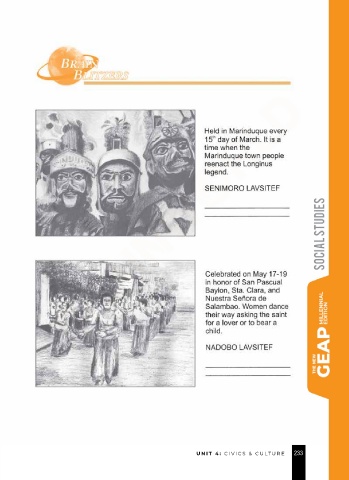 BRAIN
BLITZERS
Held in Marinduque every
15th day of March. It is a
time when the
Marinduque town people
reenact the Longinus
legend.
SENIMORO LAVSITEF
Celebrated on May 17-19
in honor of San Pascual
Baylon, Sta. Clara, and
Nuestra Señora de
Salambao. Women dance
their way asking the saint
for a lover or to bear a
child.
NADOBO LAVSITEF
SOCIAL STUDIES
THE NEW
GEAP
MILLENNIAL
EDITION
UNIT 4| CIVICS & CULTURE 233